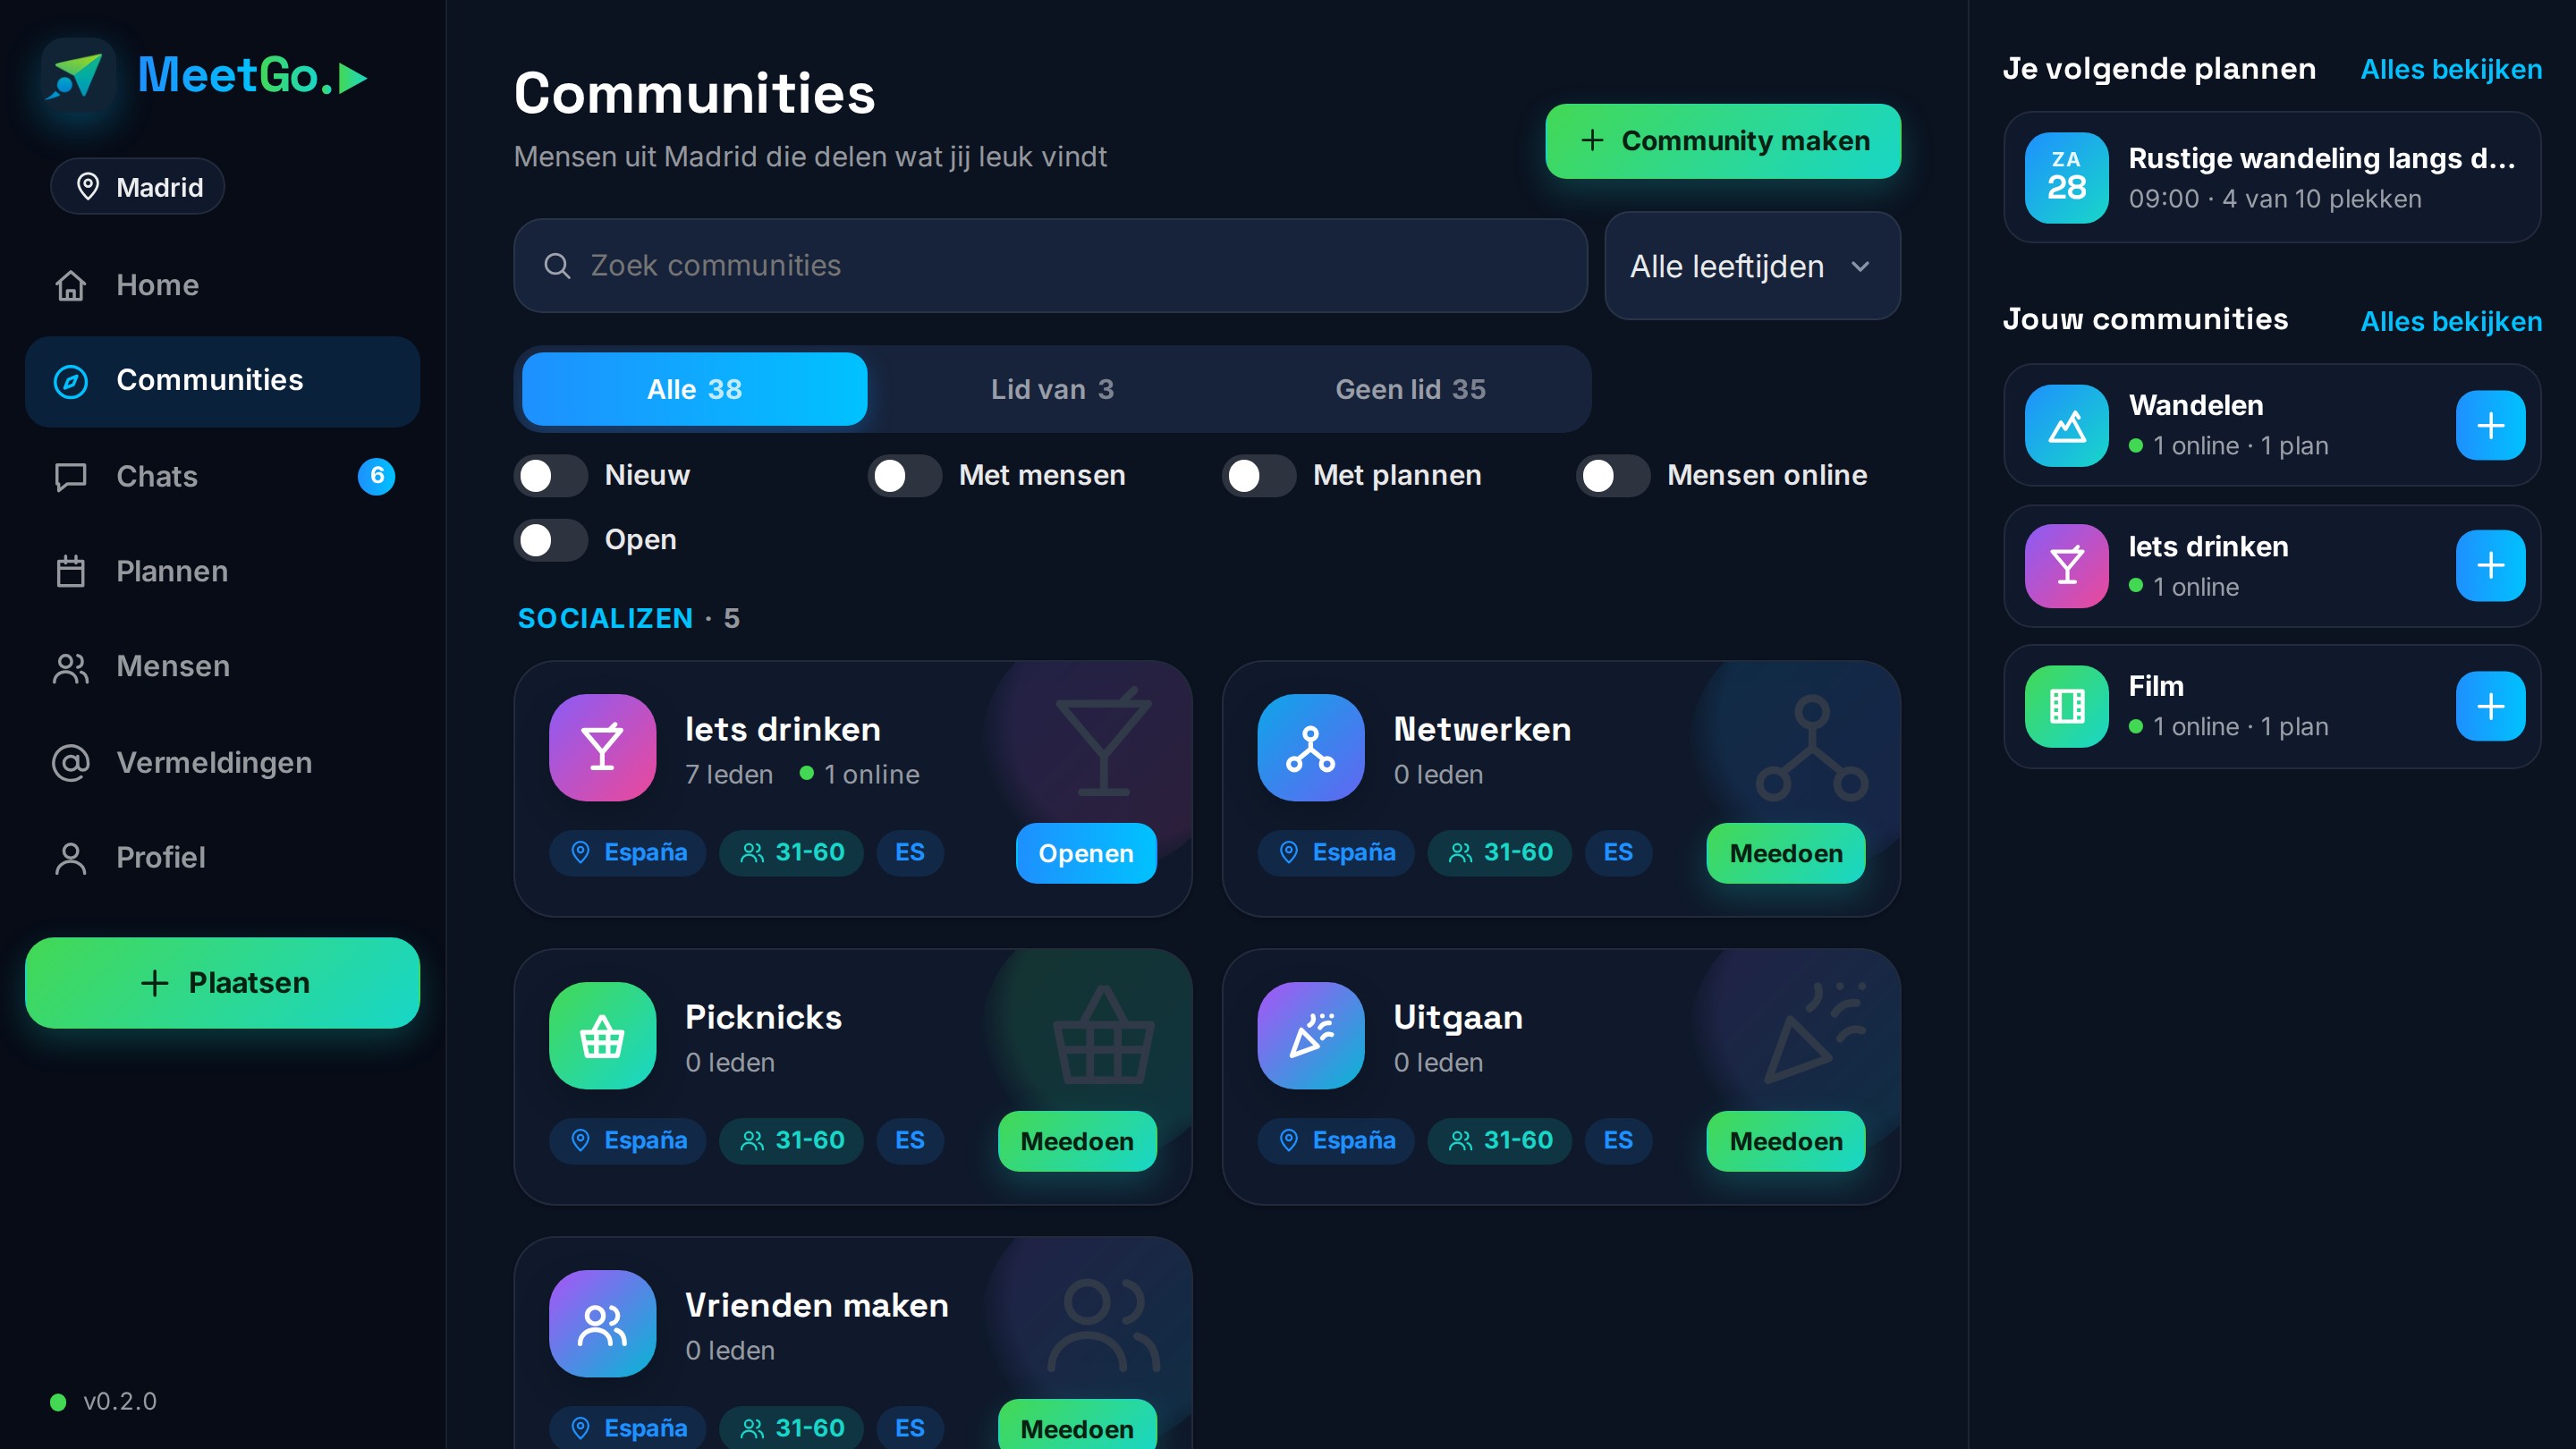 MeetGo.
Madrid
Home
Communities
Chats 6
Plannen
Mensen
Vermeldingen
Profiel
Plaatsen
v0.2.0
Communities
Mensen uit Madrid die delen wat jij leuk vindt
Community maken
Zoek communities
Alle leeftijden
Alle 38 Lid van 3 Geen lid 35
Nieuw Met mensen Met plannen Mensen online
Open
SOCIALIZEN · 5
Iets drinken
7 leden 1 online
España 31-60 ES Openen
Netwerken
0 leden
España 31-60 ES Meedoen
Picknicks
0 leden
España 31-60 ES Meedoen
Uitgaan
0 leden
España 31-60 ES Meedoen
Vrienden maken
0 leden
España 31-60 ES Meedoen
Je volgende plannen Alles bekijken
ZA
28
Rustige wandeling langs d...
09:00 · 4 van 10 plekken
Jouw communities Alles bekijken
Wandelen
1 online · 1 plan
Iets drinken
1 online
Film
1 online · 1 plan